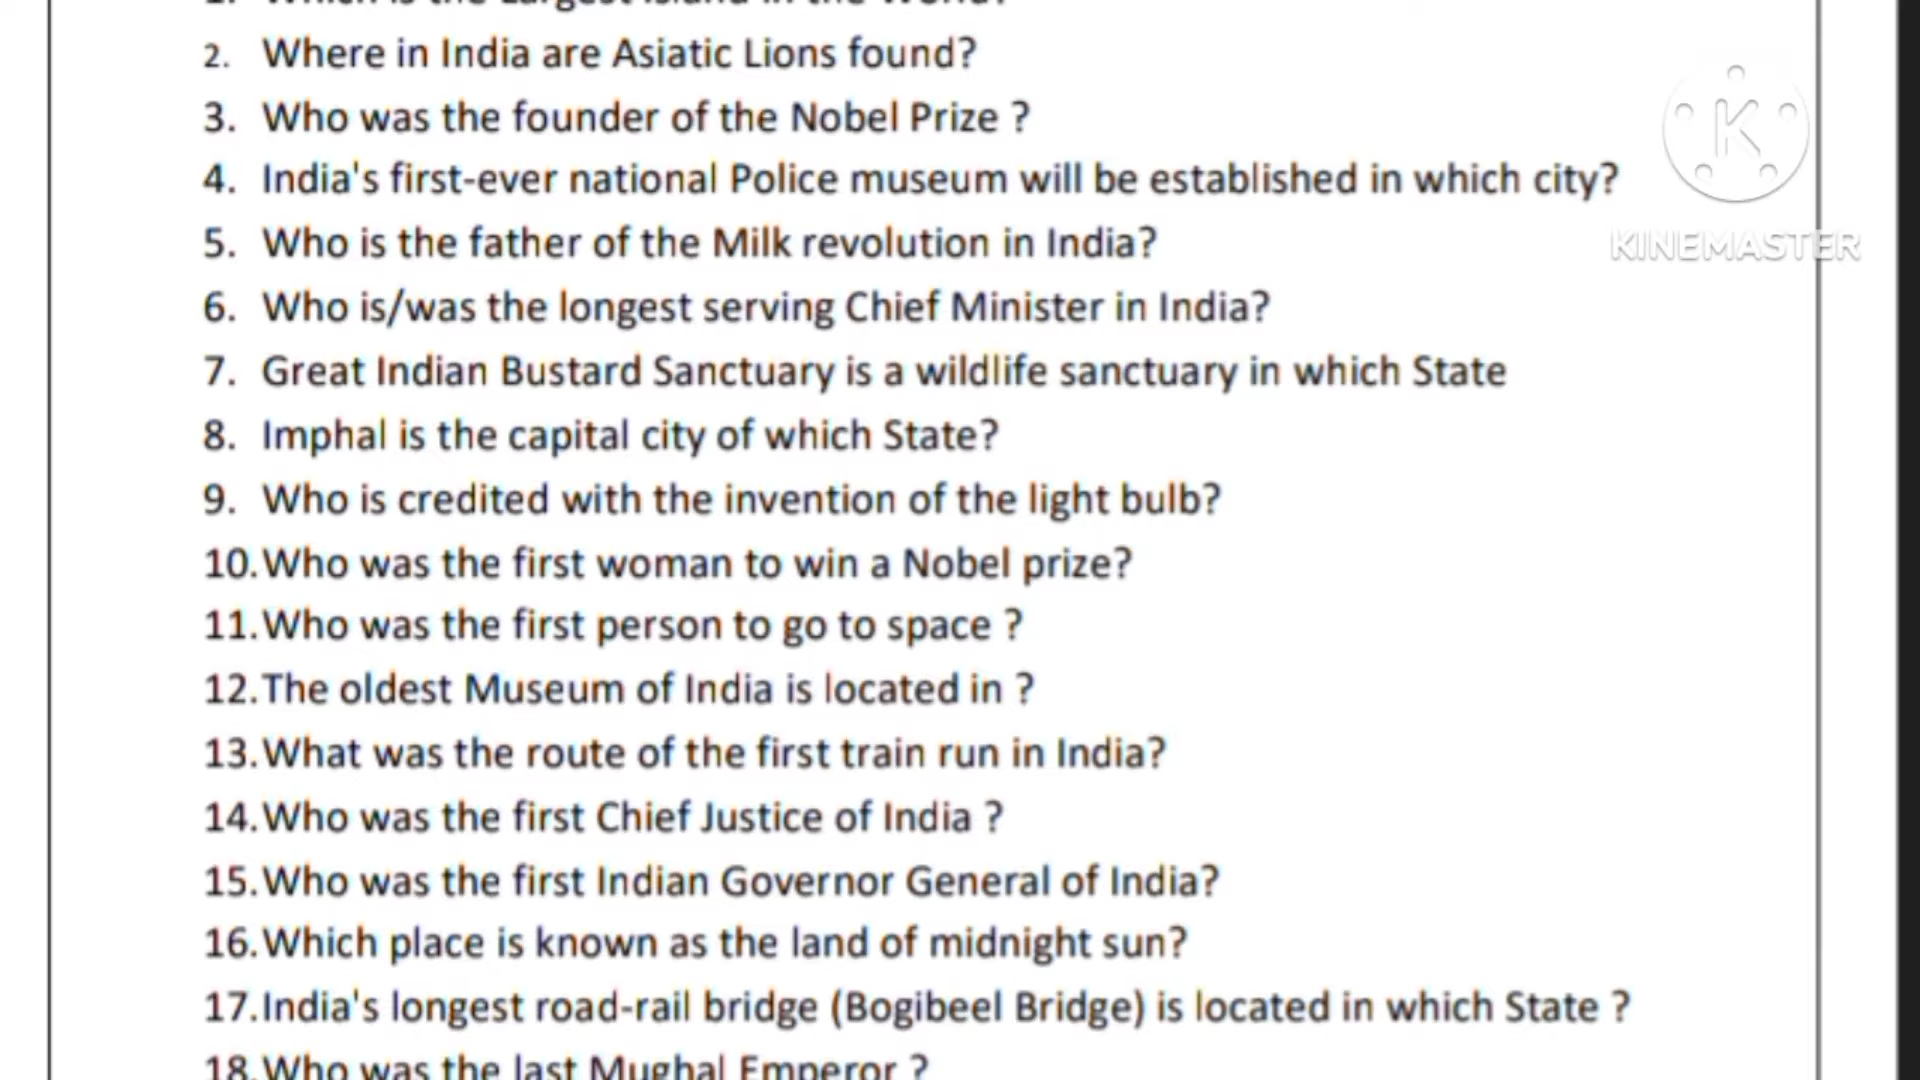 1. Which is the Largest Island in the World?
2. Where in India are Asiatic Lions found?
3. Who was the founder of the Nobel Prize ?
4. India's first-ever national Police museum will be established in which city?
5. Who is the father of the Milk revolution in India?
6. Who is/was the longest serving Chief Minister in India?
7. Great Indian Bustard Sanctuary is a wildlife sanctuary in which State
8. Imphal is the capital city of which State?
9. Who is credited with the invention of the light bulb?
10.Who was the first woman to win a Nobel prize?
11.Who was the first person to go to space ?
12.The oldest Museum of India is located in ?
13.What was the route of the first train run in India?
14.Who was the first Chief Justice of India ?
15.Who was the first Indian Governor General of India?
16.Which place is known as the land of midnight sun?
17.India's longest road-rail bridge (Bogibeel Bridge) is located in which State ?
18.Who was the last Mughal Emperor ?
K
KINEMASTER